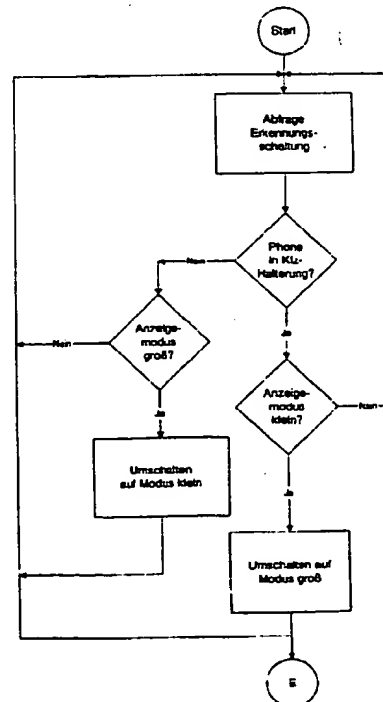 Start
Abfrage
Erkennungs-
schaltung
Phone
in Kfz-
Halterung?
Nein
Ja
Anzeige-
modus
groß?
Nein
Ja
Anzeige-
modus
klein?
Nein
Ja
Umschalten
auf Modus klein
Umschalten auf
Modus groß
E